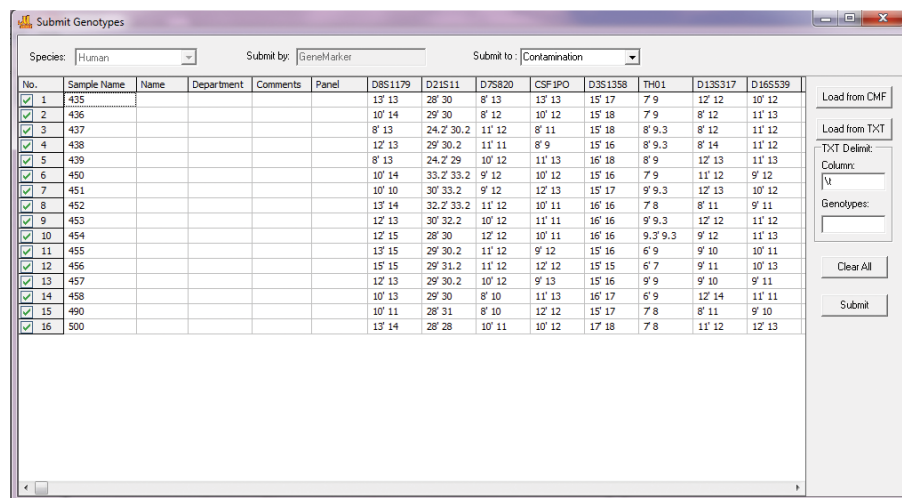 Submit Genotypes
Species: Human Submit by: GeneMarker Submit to : Contamination
No. Sample Name Name Department Comments Panel D8S1179 D21S11 D7S820 CSF1PO D3S1358 TH01 D13S317 D16S539
1 435 13' 13 28' 30 8' 13 13' 13 15' 17 7' 9 12' 12 10' 12
2 436 10' 14 29' 30 8' 12 10' 12 15' 18 7' 9 8' 12 11' 13
3 437 8' 13 24.2' 30.2 11' 12 8' 11 15' 18 8' 9.3 8' 12 11' 12
4 438 12' 13 29' 30.2 11' 11 8' 9 15' 16 8' 9.3 8' 14 11' 12
5 439 8' 13 24.2' 29 10' 12 11' 13 16' 18 8' 9 12' 13 11' 13
6 450 10' 14 33.2' 33.2 9' 12 10' 12 15' 16 7' 9 11' 12 9' 12
7 451 10' 10 30' 33.2 9' 12 12' 13 15' 17 9' 9.3 12' 13 10' 12
8 452 13' 14 32.2' 33.2 11' 12 10' 11 16' 16 7' 8 8' 11 9' 11
9 453 12' 13 30' 32.2 10' 12 11' 11 16' 16 9' 9.3 12' 12 11' 12
10 454 12' 15 28' 30 12' 12 10' 11 16' 16 9.3' 9.3 9' 12 11' 13
11 455 13' 15 29' 30.2 11' 12 9' 12 15' 16 6' 9 9' 10 10' 11
12 456 15' 15 29' 31.2 11' 12 12' 12 15' 15 6' 7 9' 11 10' 13
13 457 12' 13 29' 30.2 10' 12 9' 13 15' 16 9' 9 9' 10 9' 11
14 458 10' 13 29' 30 8' 10 11' 13 16' 17 6' 9 12' 14 11' 11
15 490 10' 11 28' 31 8' 10 12' 12 15' 17 7' 8 8' 11 9' 10
16 500 13' 14 28' 28 10' 11 10' 12 17' 18 7' 8 11' 12 12' 13
Load from CMF
Load from TXT
TXT Delimit:
Column:
\t
Genotypes:
Clear All
Submit